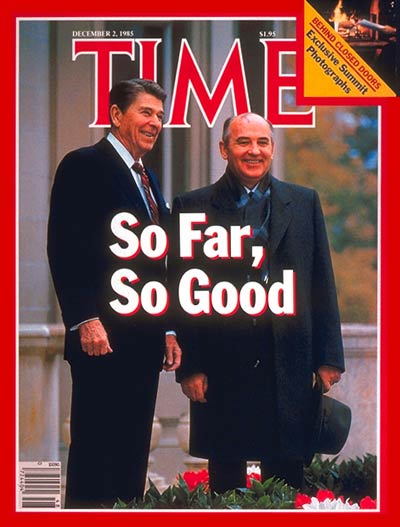 DECEMBER 2, 1985
$1.95
BEHIND CLOSED DOORS
Exclusive Summit
Photographs
TIME
So Far,
So Good